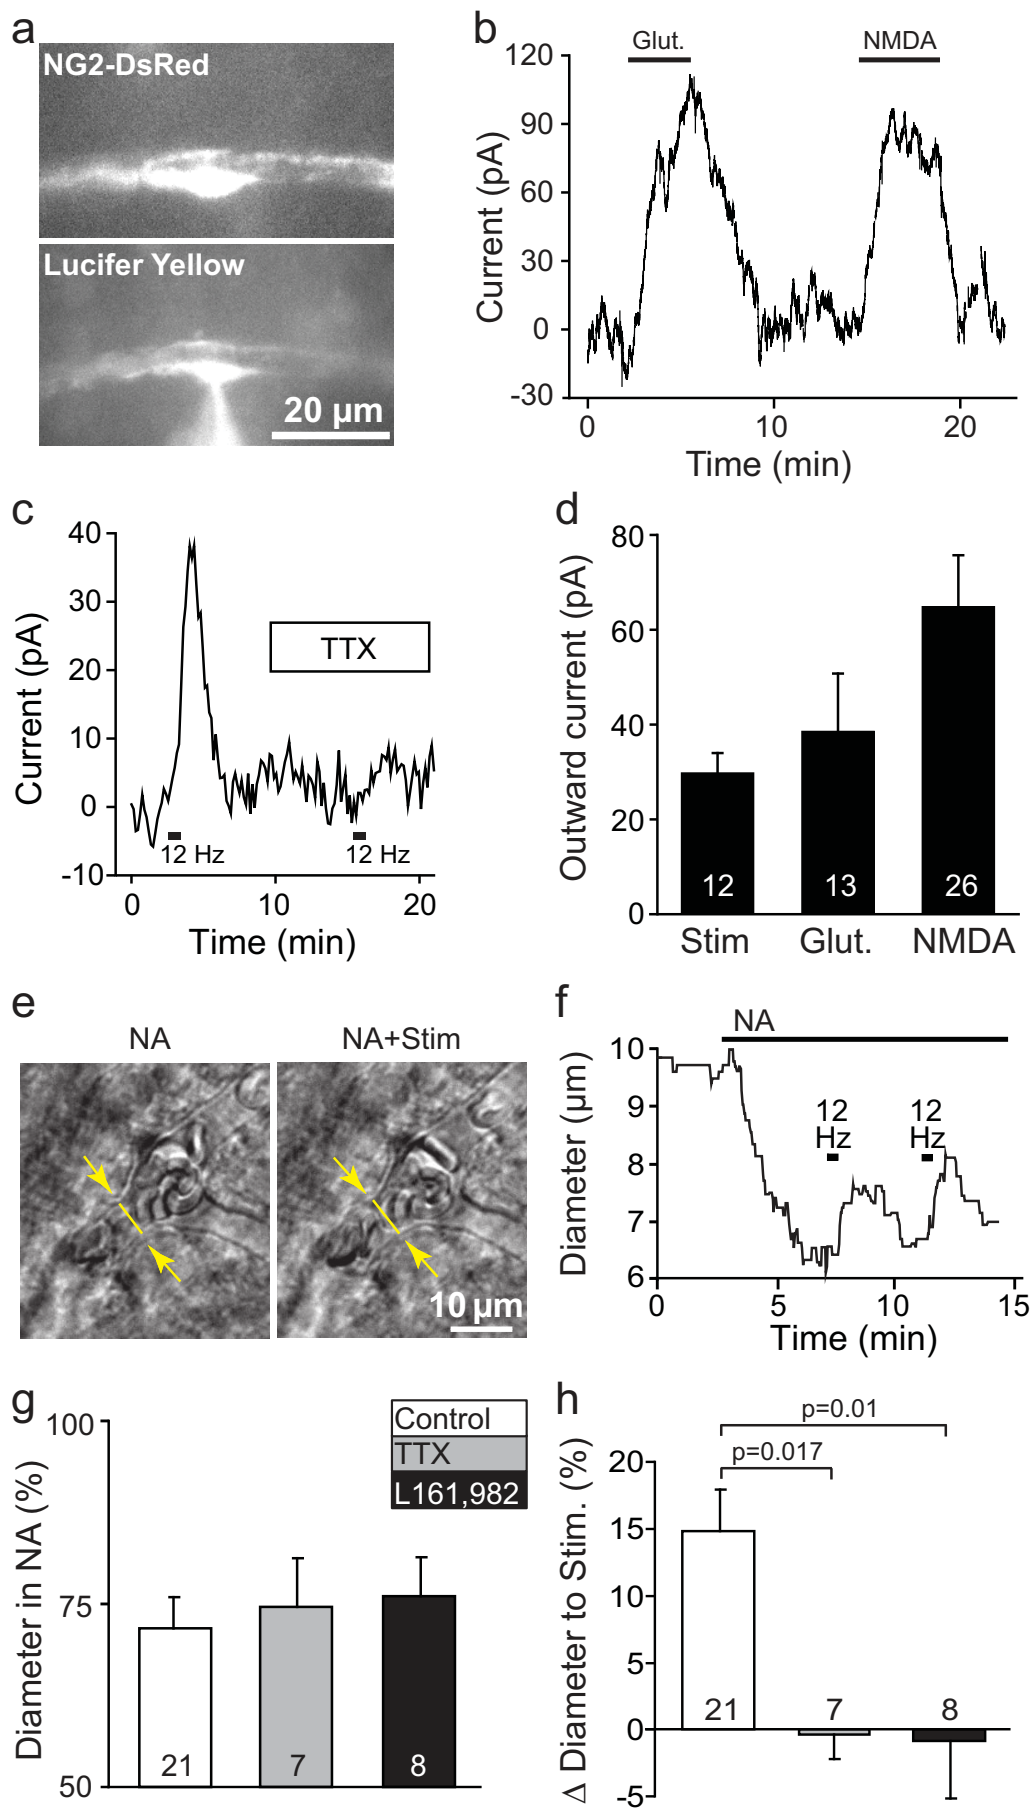 a
NG2-DsRed
Lucifer Yellow
20 µm
b
Glut.
NMDA
120
90
60
30
0
-30
Current (pA)
0
10
20
Time (min)
c
40
30
20
10
0
-10
Current (pA)
TTX
12 Hz
12 Hz
0
10
20
Time (min)
d
80
60
40
20
0
Outward current (pA)
12
13
26
Stim
Glut.
NMDA
e
NA
NA+Stim
10 µm
f
NA
10
9
8
7
6
Diameter (µm)
12
Hz
12
Hz
0
5
10
15
Time (min)
g
100
75
50
Diameter in NA (%)
Control
TTX
L161,982
21
7
8
h
p=0.01
p=0.017
20
15
10
5
0
-5
Δ Diameter to Stim. (%)
21
7
8